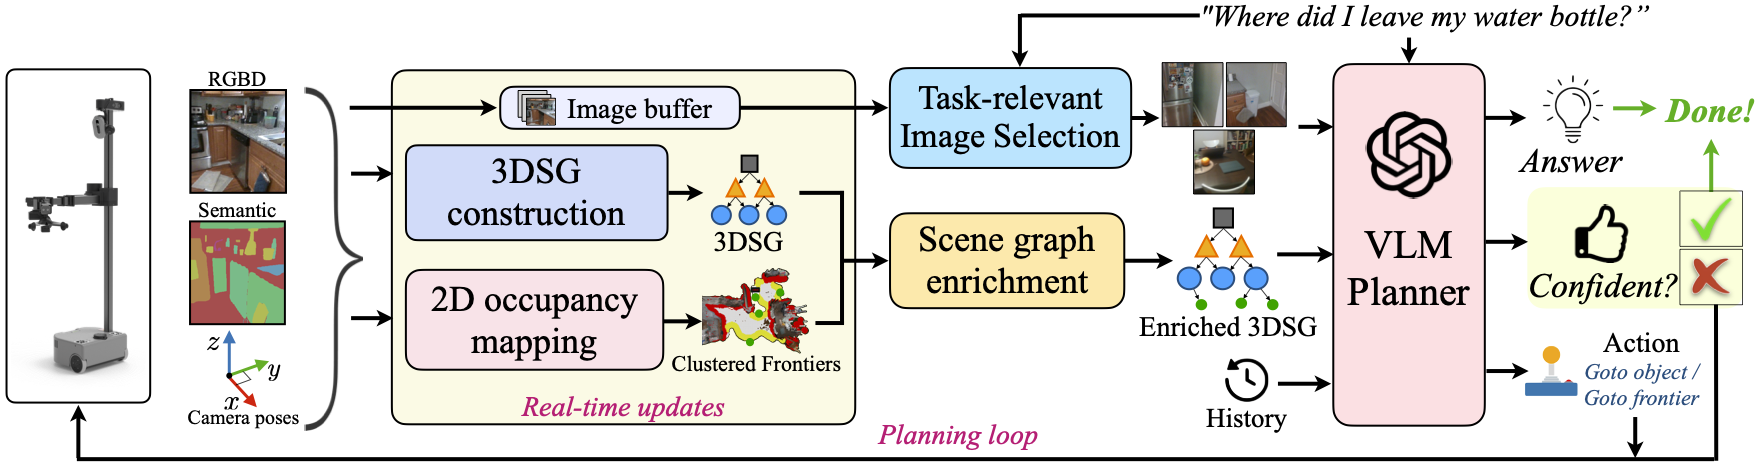 "Where did I leave my water bottle?"
RGBD
Semantic
z
y
x
Camera poses
Image buffer
3DSG
construction
3DSG
2D occupancy
mapping
Clustered Frontiers
Real-time updates
Task-relevant
Image Selection
Scene graph
enrichment
Enriched 3DSG
History
VLM
Planner
Answer
Done!
Confident?
Action
Goto object /
Goto frontier
Planning loop